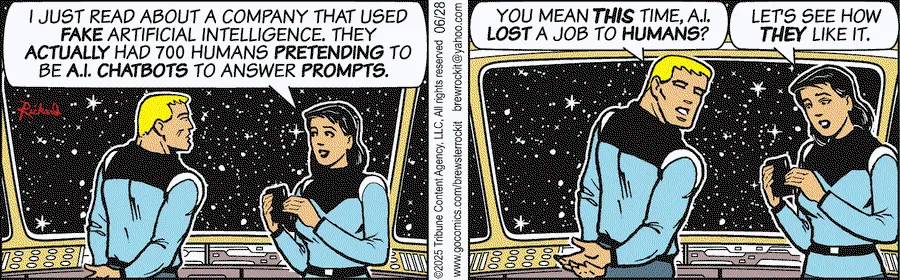 I JUST READ ABOUT A COMPANY THAT USED
FAKE ARTIFICIAL INTELLIGENCE. THEY
ACTUALLY HAD 700 HUMANS PRETENDING TO
BE A.I. CHATBOTS TO ANSWER PROMPTS.
Richard
©2025 Tribune Content Agency, LLC, All rights reserved 06/28
www.gocomics.com/brewsterrockit brewrockit@yahoo.com
YOU MEAN THIS TIME, A.I.
LOST A JOB TO HUMANS?
LET'S SEE HOW
THEY LIKE IT.